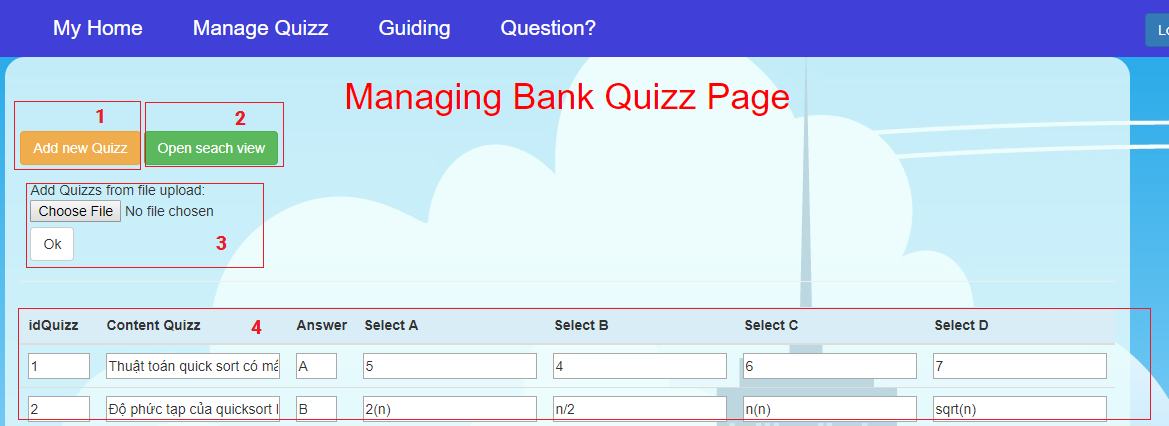 My Home Manage Quizz Guiding Question?
Managing Bank Quizz Page
1 2
Add new Quizz Open seach view
Add Quizzs from file upload:
Choose File No file chosen
Ok 3
idQuizz Content Quizz 4 Answer Select A Select B Select C Select D
1 Thuật toán quick sort có A 5 4 6 7
2 Độ phức tạp của quicksort B 2(n) n/2 n(n) sqrt(n)